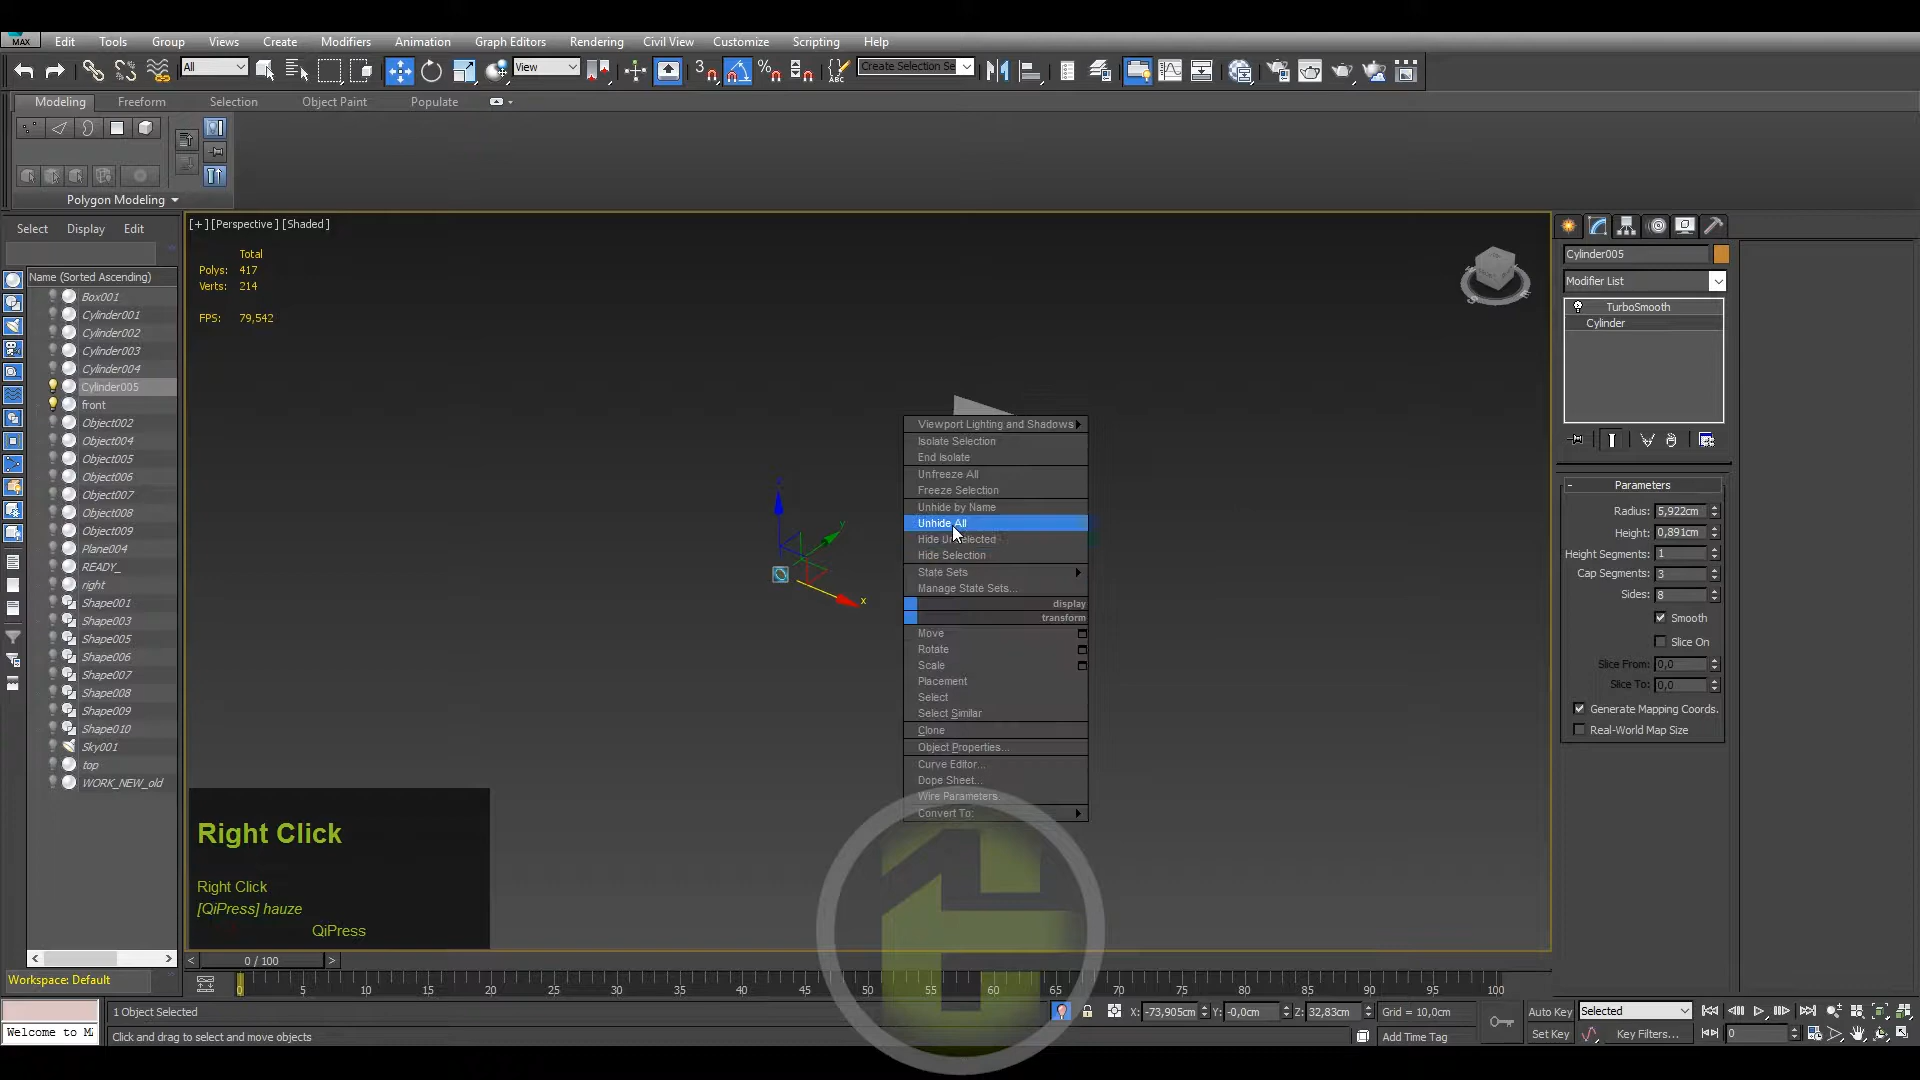 MAX Edit Tools Group Views Create Modifiers Animation Graph Editors Rendering Civil View Customize Scripting Help
All View 3 % ABC Create Selection Se
Modeling Freeform Selection Object Paint Populate
Polygon Modeling
Select Display Edit
Name (Sorted Ascending)
Box001
Cylinder001
Cylinder002
Cylinder003
Cylinder004
Cylinder005
front
Object002
Object004
Object005
Object006
Object007
Object008
Object009
Plane004
READY_
right
Shape001
Shape003
Shape005
Shape006
Shape007
Shape008
Shape009
Shape010
Sky001
top
WORK_NEW_old
[+] [Perspective] [Shaded]
Total
Polys: 417
Verts: 214
FPS: 79,542
z
y
x
Viewport Lighting and Shadows
Isolate Selection
End Isolate
Unfreeze All
Freeze Selection
Unhide by Name
Unhide All
Hide Unselected
Hide Selection
State Sets
Manage State Sets...
display
transform
Move
Rotate
Scale
Placement
Select
Select Similar
Clone
Object Properties...
Curve Editor...
Dope Sheet...
Wire Parameters...
Convert To:
Cylinder005
Modifier List
TurboSmooth
Cylinder
- Parameters
Radius: 5,922cm
Height: 0,891cm
Height Segments: 1
Cap Segments: 3
Sides: 8
Smooth
Slice On
Slice From: 0,0
Slice To: 0,0
Generate Mapping Coords.
Real-World Map Size
Right Click
Right Click
[QiPress] hauze
QiPress
< 0 / 100 >
Workspace: Default
0 5 10 15 20 25 30 35 40 45 50 55 60 65 70 75 80 85 90 95 100
Welcome to M
1 Object Selected
Click and drag to select and move objects
X: -73,905cm Y: -0,0cm Z: 32,83cm Grid = 10,0cm
Add Time Tag
Auto Key Selected
Set Key Key Filters... 0